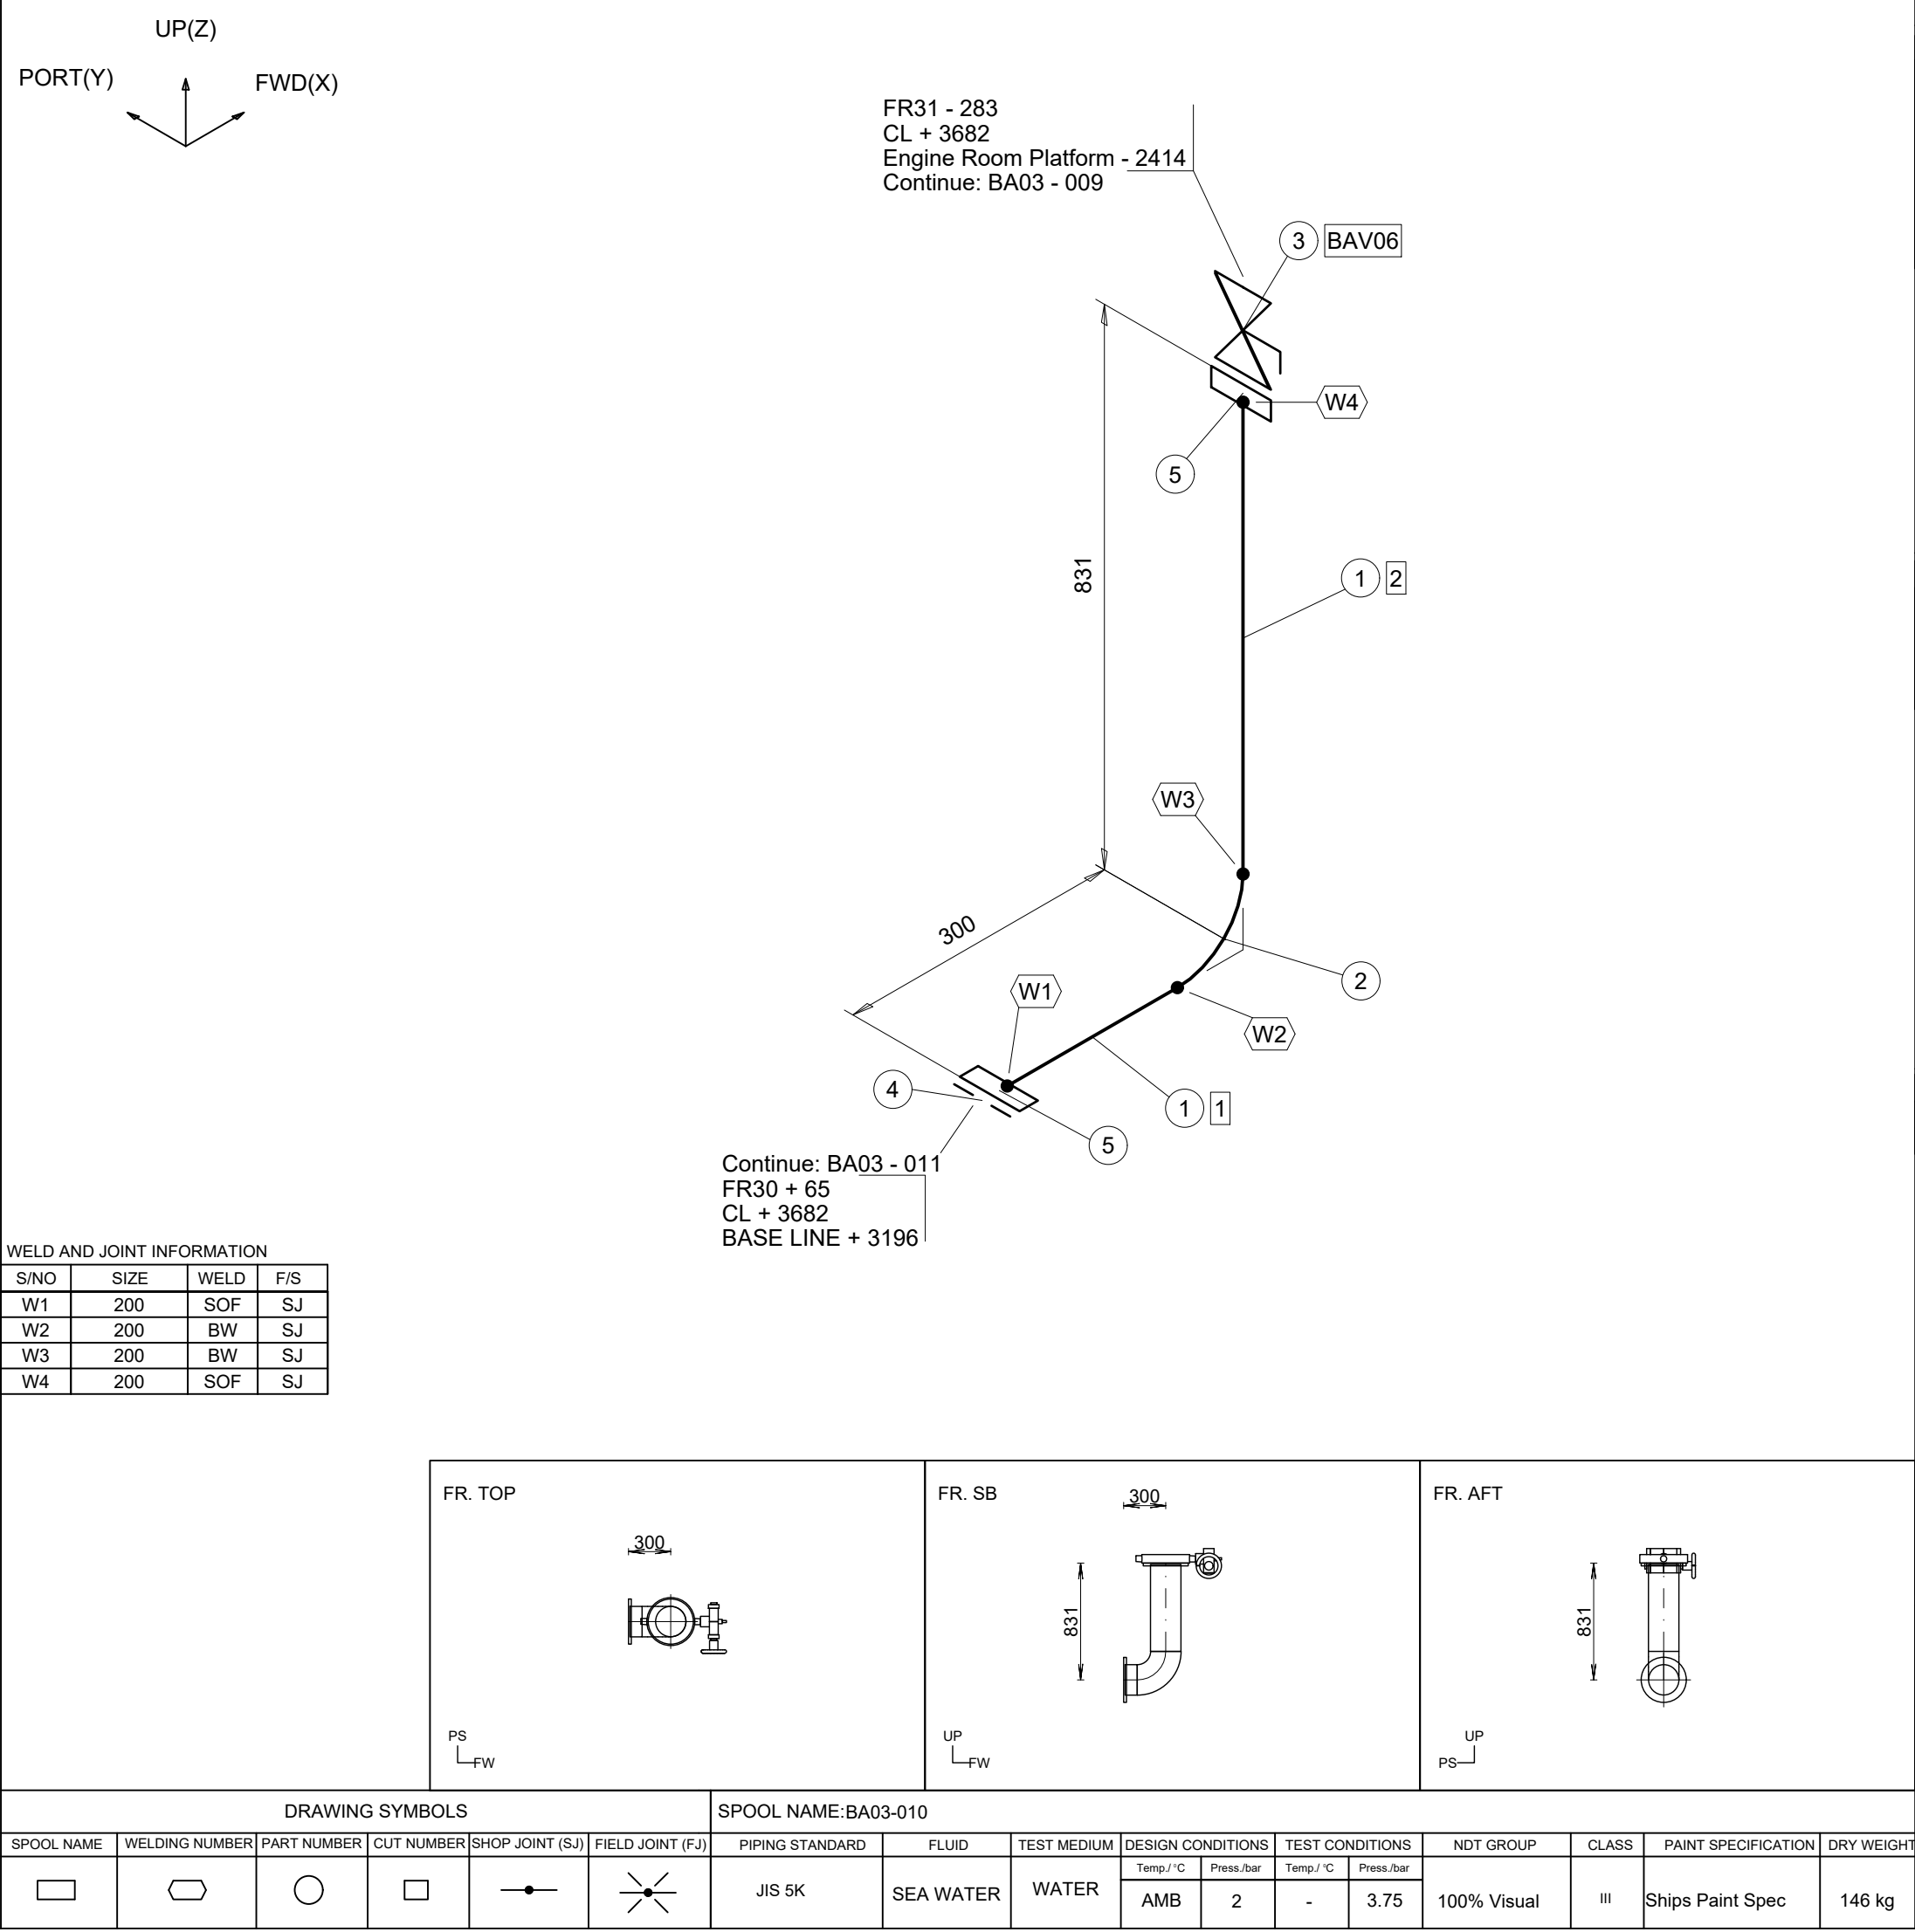 UP(Z)
PORT(Y)
FWD(X)
FR31 - 283
CL + 3682
Engine Room Platform - 2414
Continue: BA03 - 009
3 BAV06
W4
5
831
1 2
W3
300
2
W1
W2
4
1 1
5
Continue: BA03 - 011
FR30 + 65
CL + 3682
BASE LINE + 3196
WELD AND JOINT INFORMATION
S/NO SIZE WELD F/S
W1 200 SOF SJ
W2 200 BW SJ
W3 200 BW SJ
W4 200 SOF SJ
FR. TOP
300
PS
FW
FR. SB
300
831
UP
FW
FR. AFT
831
UP
PS
DRAWING SYMBOLS
SPOOL NAME:BA03-010
SPOOL NAME WELDING NUMBER PART NUMBER CUT NUMBER SHOP JOINT (SJ) FIELD JOINT (FJ) PIPING STANDARD FLUID TEST MEDIUM DESIGN CONDITIONS TEST CONDITIONS NDT GROUP CLASS PAINT SPECIFICATION DRY WEIGHT
Temp./ °C Press./bar Temp./ °C Press./bar
JIS 5K SEA WATER WATER AMB 2 - 3.75 100% Visual III Ships Paint Spec 146 kg